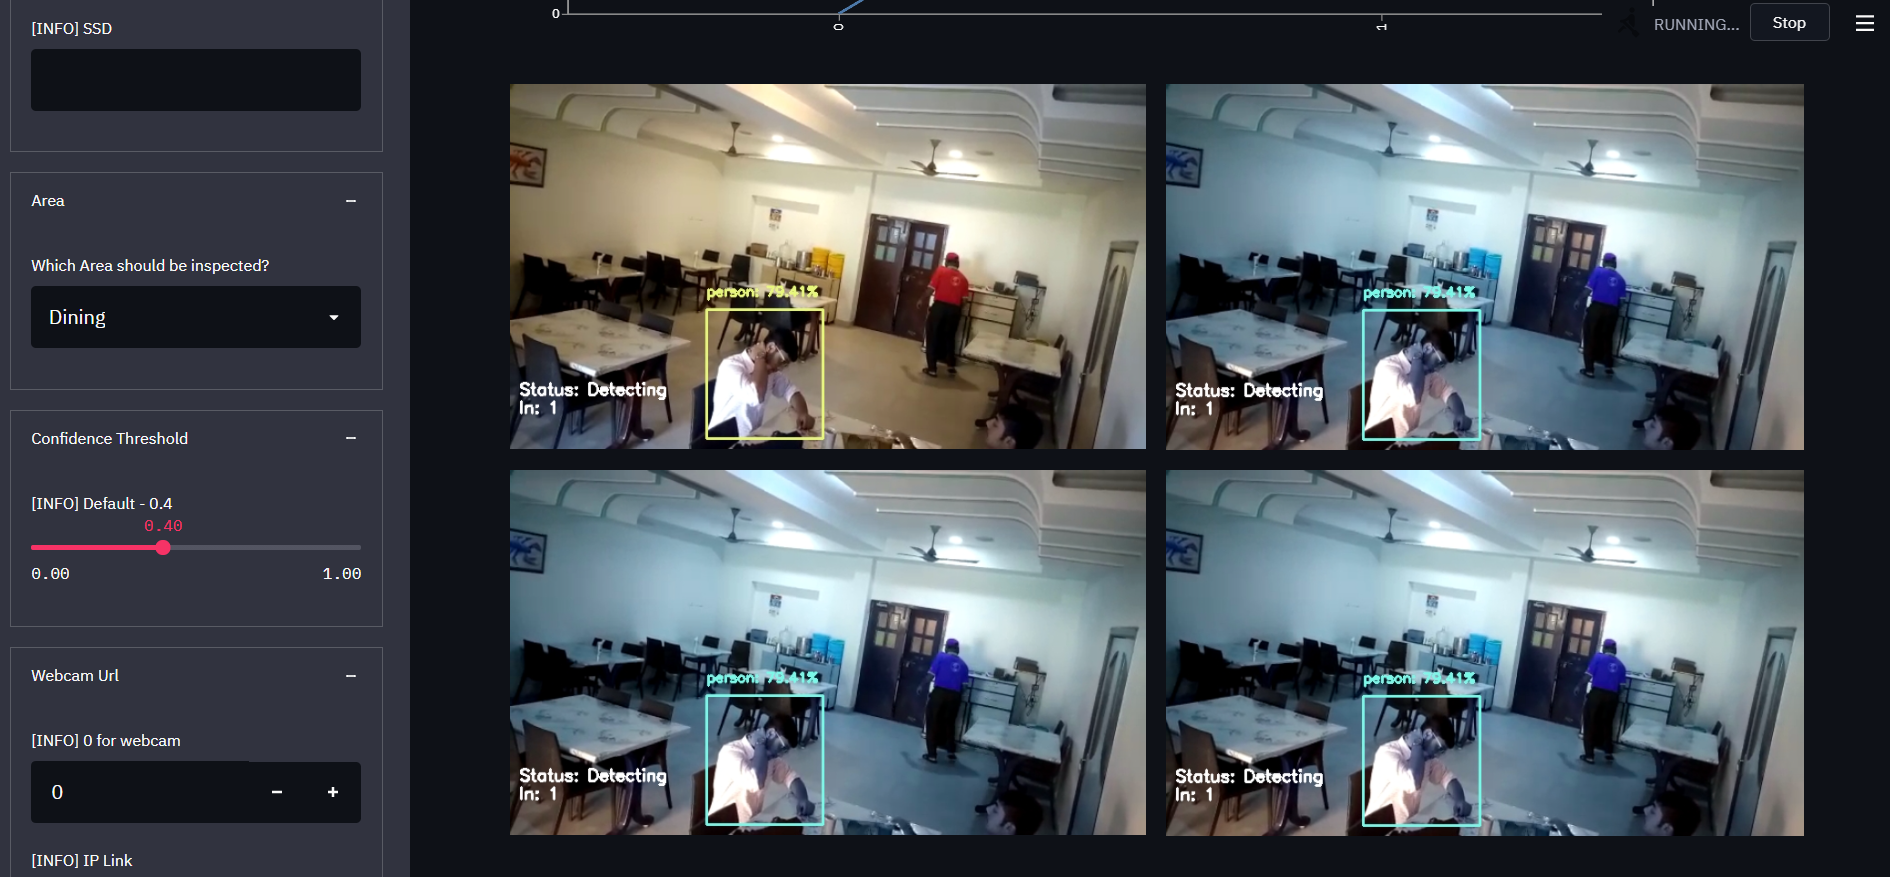 [INFO] SSD
Area
Which Area should be inspected?
Dining
Confidence Threshold
[INFO] Default - 0.4
0.40
0.00 1.00
Webcam Url
[INFO] 0 for webcam
0
[INFO] IP Link
0
0 1
RUNNING...
Stop
person: 79.41%
Status: Detecting
In: 1
person: 79.41%
Status: Detecting
In: 1
person: 79.41%
Status: Detecting
In: 1
person: 79.41%
Status: Detecting
In: 1